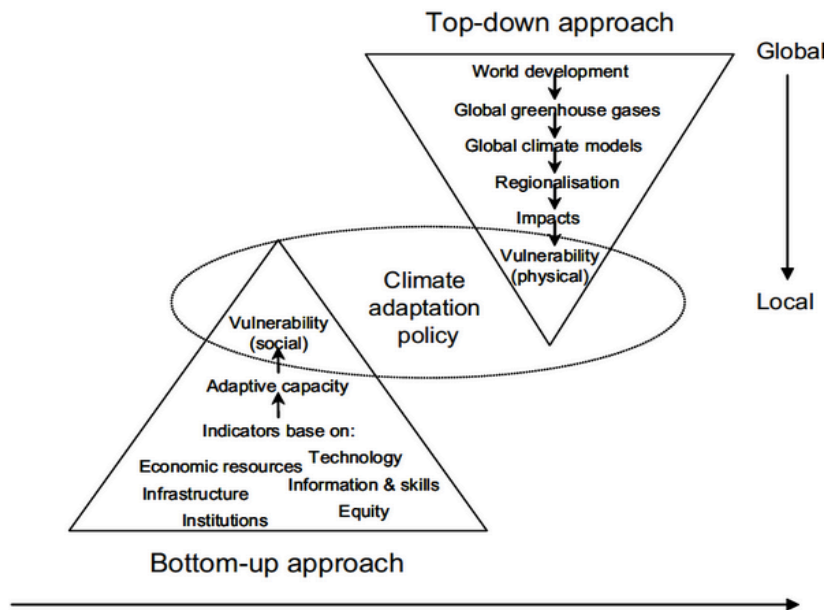 Top-down approach
Global
World development
Global greenhouse gases
Global climate models
Regionalisation
Impacts
Vulnerability
(physical)
Local
Climate
adaptation
policy
Vulnerability
(social)
Adaptive capacity
Indicators base on:
Economic resources Technology
Infrastructure Information & skills
Institutions Equity
Bottom-up approach